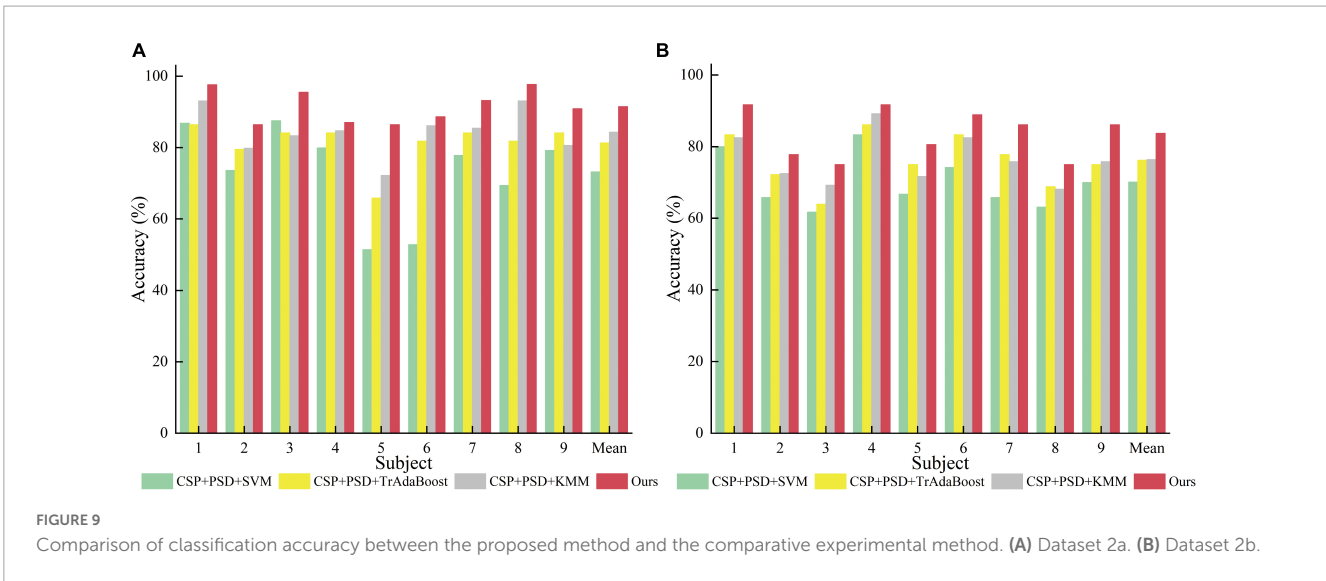 A
100
80
60
40
20
0
Accuracy (%)
1 2 3 4 5 6 7 8 9 Mean
Subject
CSP+PSD+SVM CSP+PSD+TrAdaBoost CSP+PSD+KMM Ours
B
100
80
60
40
20
0
Accuracy (%)
1 2 3 4 5 6 7 8 9 Mean
Subject
CSP+PSD+SVM CSP+PSD+TrAdaBoost CSP+PSD+KMM Ours
FIGURE 9
Comparison of classification accuracy between the proposed method and the comparative experimental method. (A) Dataset 2a. (B) Dataset 2b.